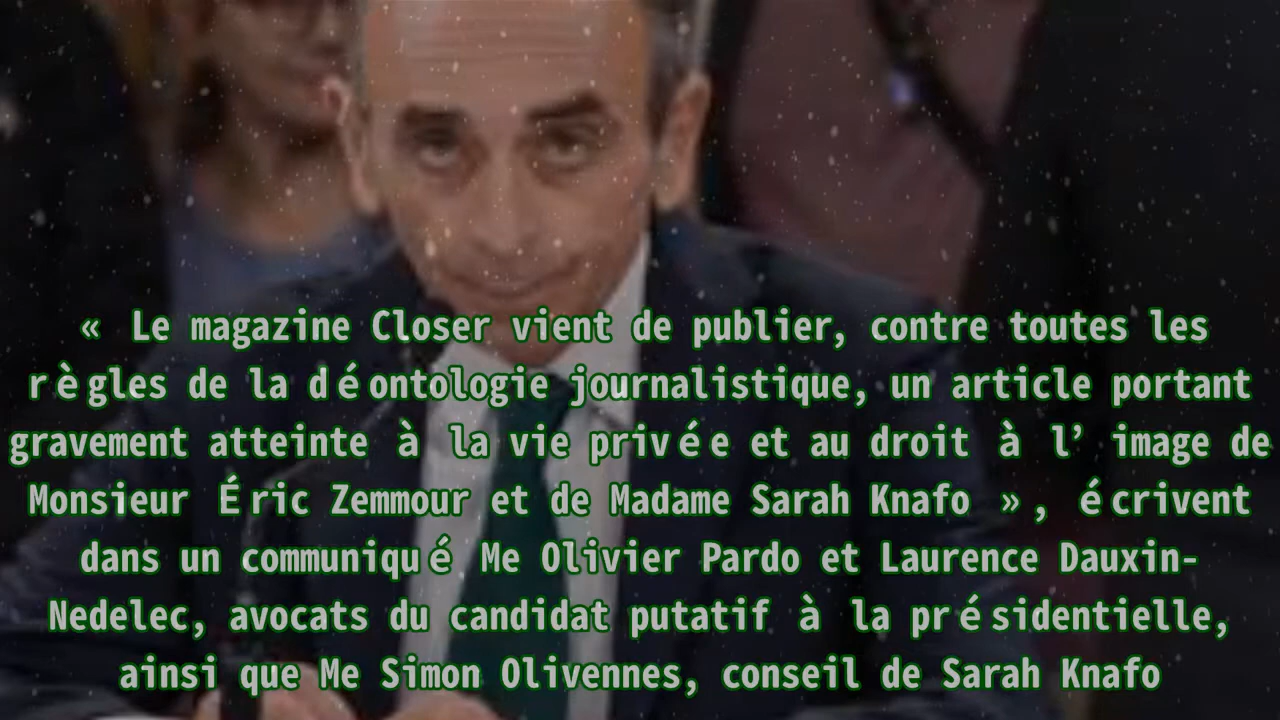 « Le magazine Closer vient de publier, contre toutes les
règles de la déontologie journalistique, un article portant
gravement atteinte à la vie privée et au droit à l’ image de
Monsieur Éric Zemmour et de Madame Sarah Knafo », écrivent
dans un communiqué Me Olivier Pardo et Laurence Dauxin-
Nedelec, avocats du candidat putatif à la présidentielle,
ainsi que Me Simon Olivennes, conseil de Sarah Knafo